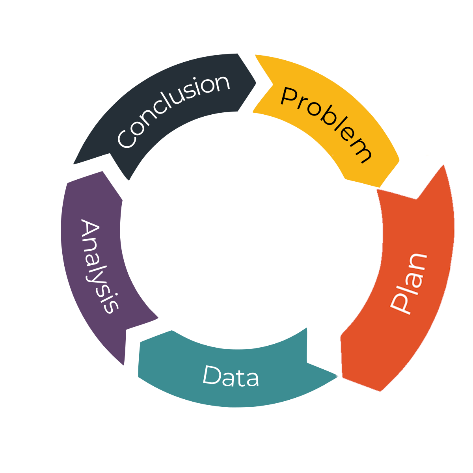 Problem
Plan
Data
Analysis
Conclusion